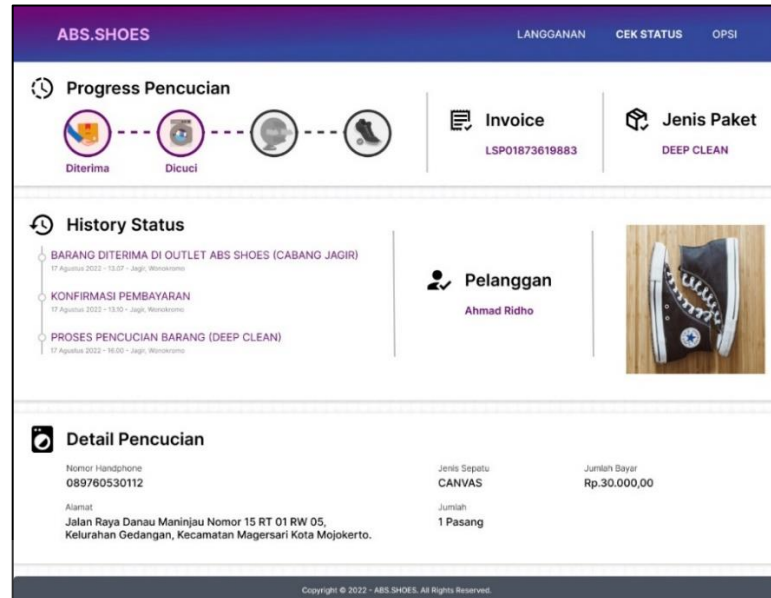 ABS.SHOES
LANGGANAN
CEK STATUS
OPSI
Progress Pencucian
Diterima
Dicuci
Invoice
LSP01873619883
Jenis Paket
DEEP CLEAN
History Status
BARANG DITERIMA DI OUTLET ABS SHOES (CABANG JAGIR)
17 Agustus 2022 - 13.07 - Jagir, Wonokromo
KONFIRMASI PEMBAYARAN
17 Agustus 2022 - 13.10 - Jagir, Wonokromo
PROSES PENCUCIAN BARANG (DEEP CLEAN)
17 Agustus 2022 - 16.00 - Jagir, Wonokromo
Pelanggan
Ahmad Ridho
Detail Pencucian
Nomor Handphone
089760530112
Alamat
Jalan Raya Danau Maninjau Nomor 15 RT 01 RW 05,
Kelurahan Gedangan, Kecamatan Magersari Kota Mojokerto.
Jenis Sepatu
CANVAS
Jumlah
1 Pasang
Jumlah Bayar
Rp.30.000,00
Copyright © 2022 - ABS.SHOES. All Rights Reserved.